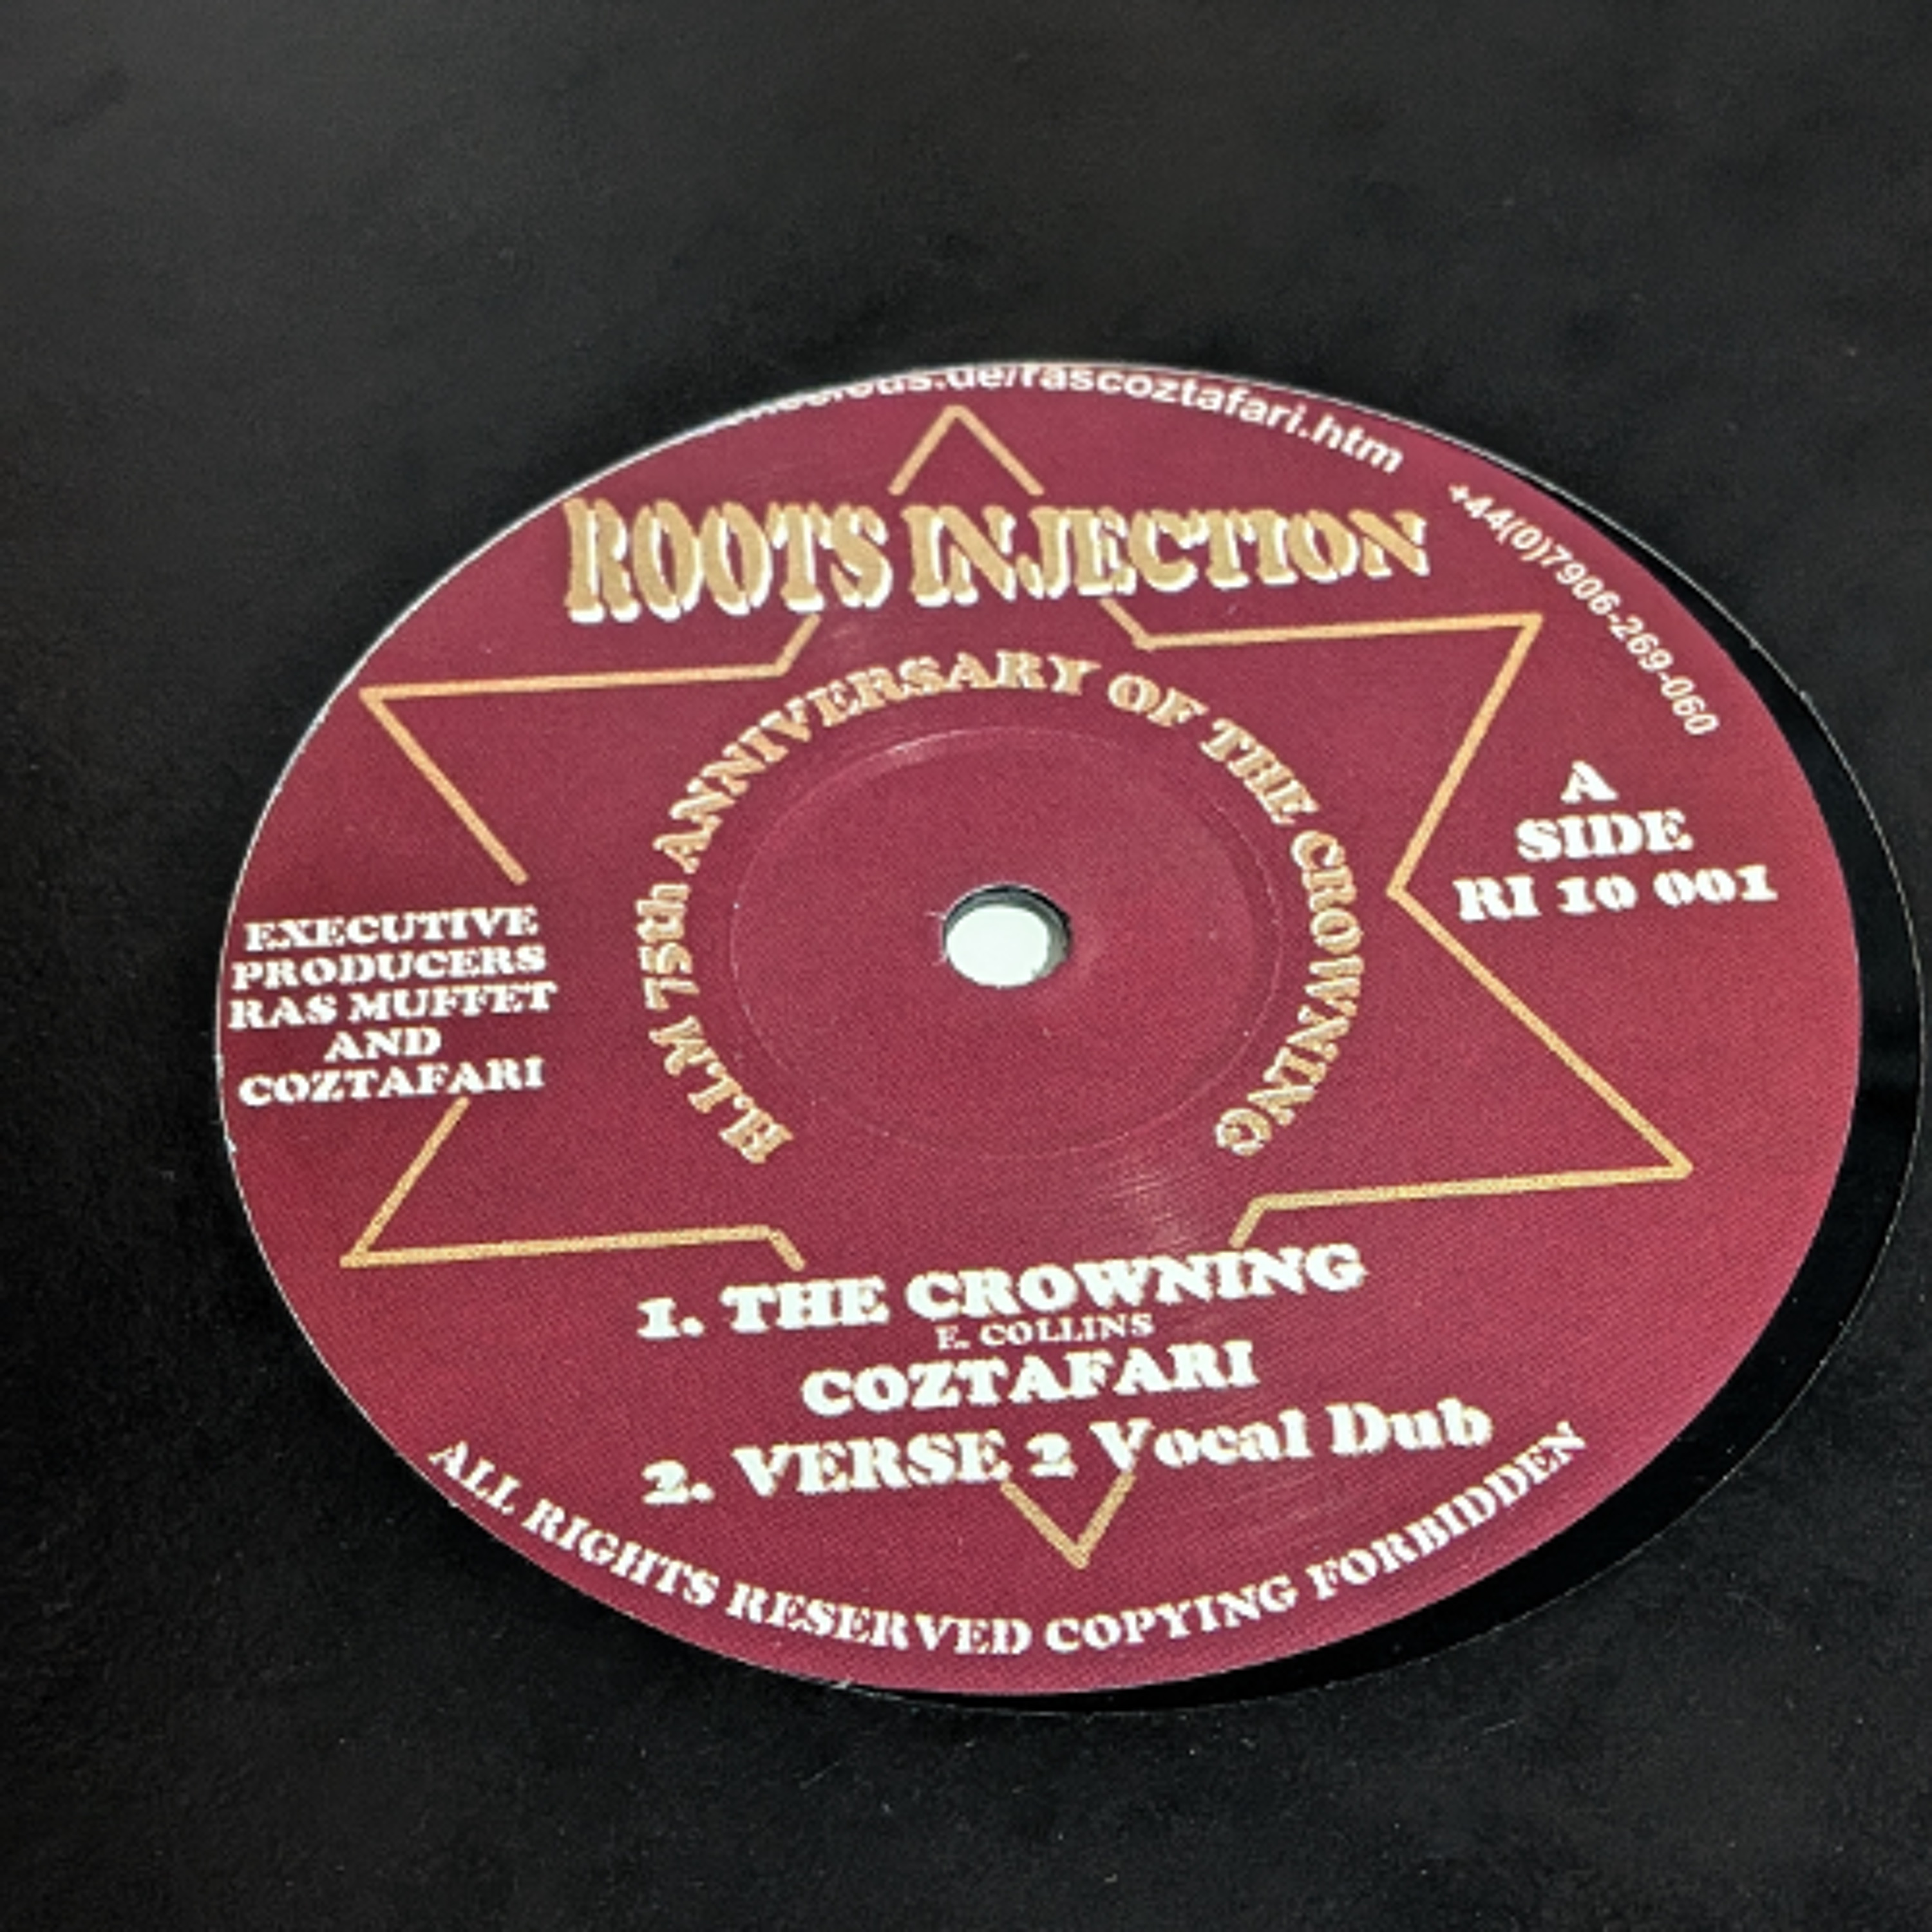 .de/rascoztafari.htm
+44(0)7906-269-060
ROOTS INJECTION
H.I.M 75th ANNIVERSARY OF THE CROWNING
A
SIDE
RI 10 001
EXECUTIVE
PRODUCERS
RAS MUFFET
AND
COZTAFARI
1. THE CROWNING
E. COLLINS
COZTAFARI
2. VERSE 2 Vocal Dub
ALL RIGHTS RESERVED COPYING FORBIDDEN